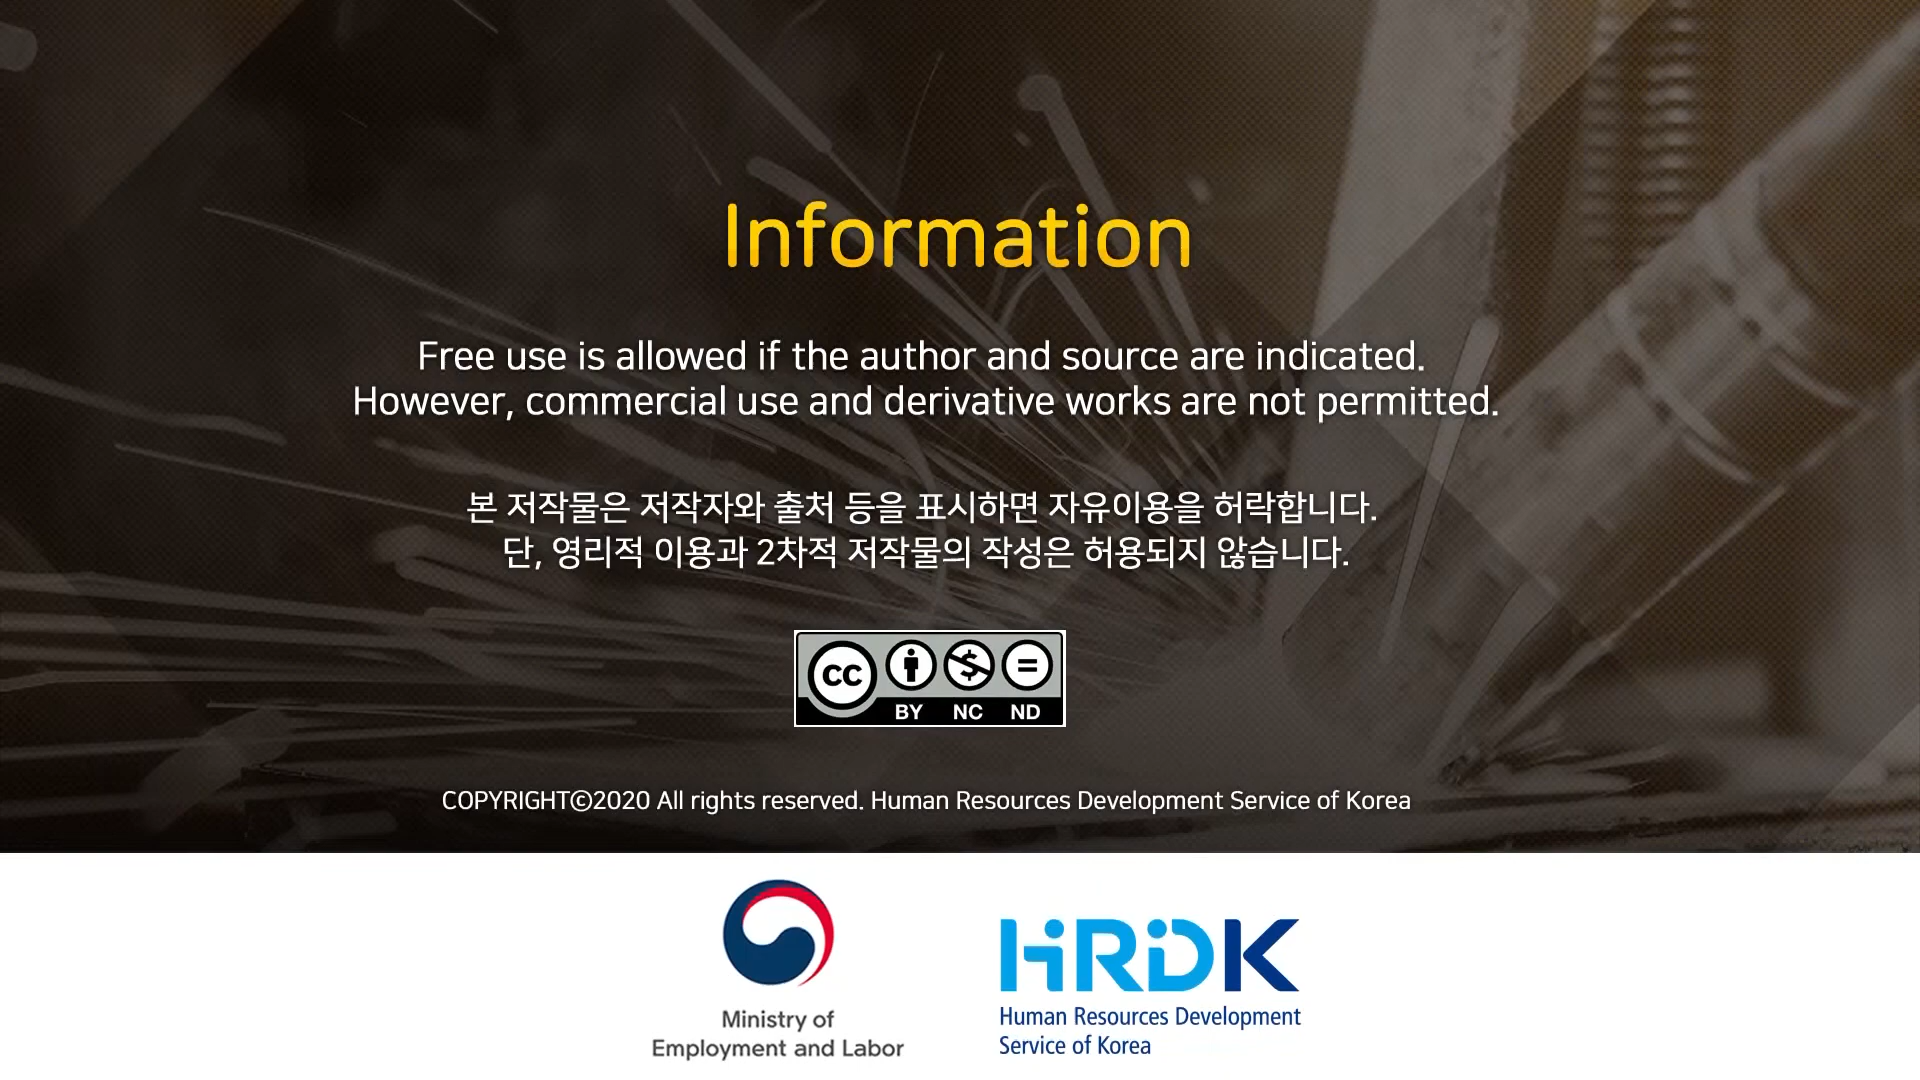 Information
Free use is allowed if the author and source are indicated.
However, commercial use and derivative works are not permitted.
본 저작물은 저작자와 출처 등을 표시하면 자유이용을 허락합니다.
단, 영리적 이용과 2차적 저작물의 작성은 허용되지 않습니다.
cc
BY NC ND
COPYRIGHT©2020 All rights reserved. Human Resources Development Service of Korea
Ministry of
Employment and Labor
HRDK
Human Resources Development
Service of Korea